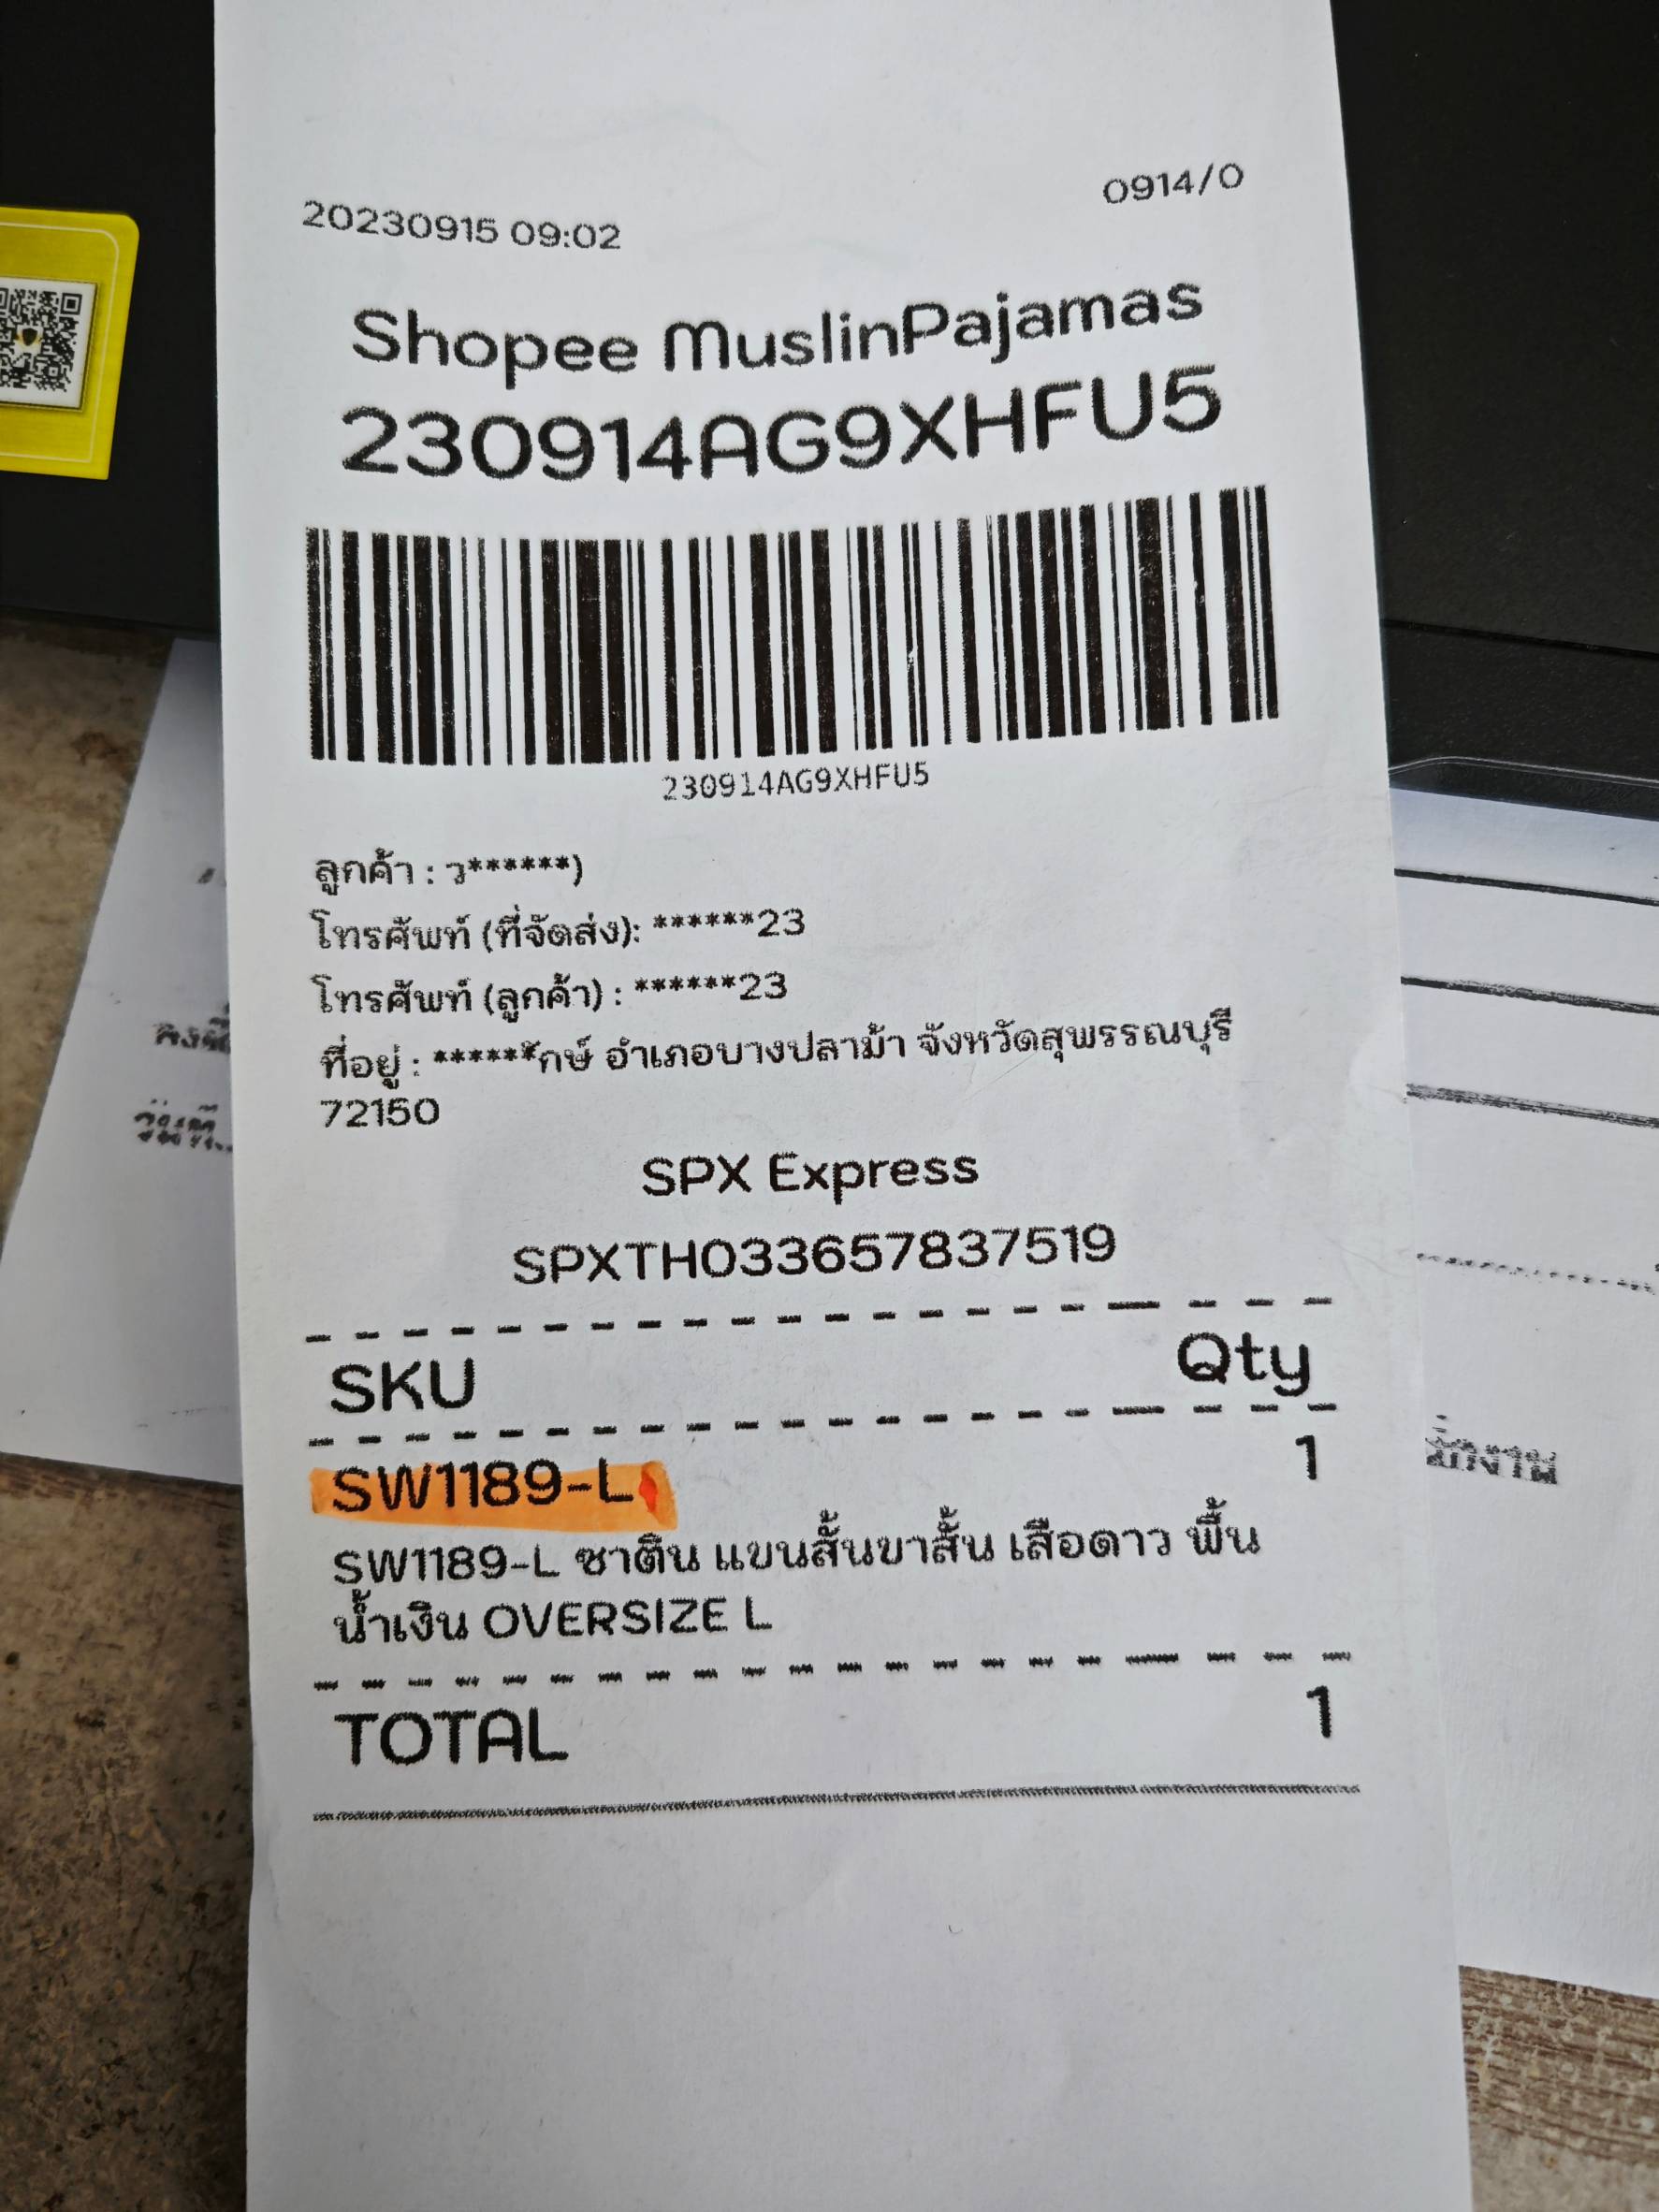 20230915 09:02
0914/0
Shopee MuslinPajamas
230914AG9XHFU5
230914AG9XHFU5
ลูกค้า : ว******)
โทรศัพท์ (ที่จัดส่ง): ******23
โทรศัพท์ (ลูกค้า) : ******23
ที่อยู่ : ******ักษ์ อำเภอบางปลาม้า จังหวัดสุพรรณบุรี
72150
SPX Express
SPXTH033657837519
SKU Qty
SW1189-L 1
SW1189-L ซาติน แขนสั้นขาสั้น เสือดาว พื้น
น้ำเงิน OVERSIZE L
TOTAL 1